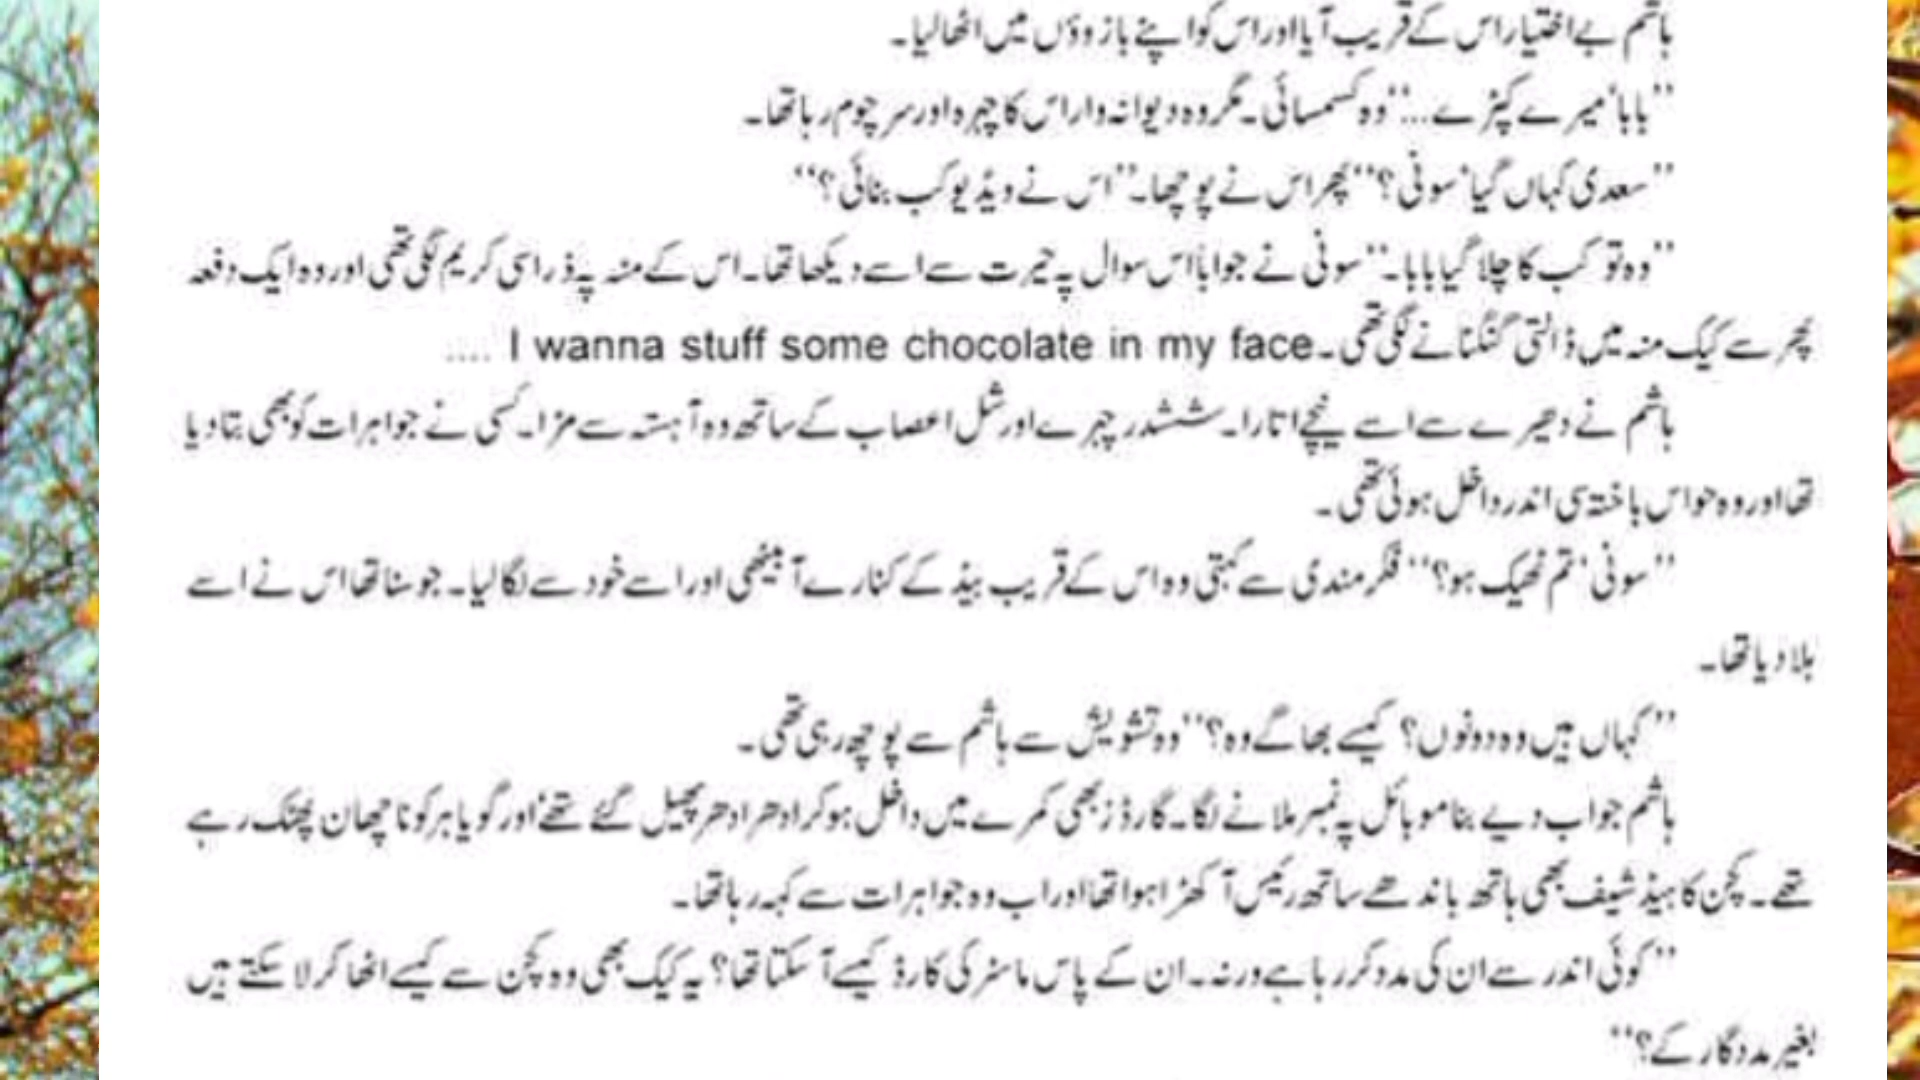 ہاشم بے اختیار اس کے قریب آیا اور اس کو اپنے بازوؤں میں اٹھا لیا۔
”بابا‘ میرے کپڑے...“ وہ کسمسائی۔ مگر وہ دیوانہ وار اس کا چہرہ اور سر چوم رہا تھا۔
”سعدی کہاں گیا‘ سونی؟“ پھر اس نے پوچھا۔ ”اس نے ویڈیو کب بنائی؟“
”وہ تو کب کا چلا گیا بابا۔“ سونی نے جواباً اس سوال پہ حیرت سے اسے دیکھا تھا۔ اس کے منہ پہ ذرا سی کریم لگی تھی اور وہ ایک دفعہ
پھر سے کیک منہ میں ڈالتی گنگنانے لگی تھی۔ I wanna stuff some chocolate in my face ....
ہاشم نے دھیرے سے اسے نیچے اتارا۔ ششدر چہرے اور شل اعصاب کے ساتھ وہ آہستہ سے مڑا۔ کسی نے جواہرات کو بھی بتا دیا
تھا اور وہ حواس باختہ سی اندر داخل ہوئی تھی۔
”سونی‘ تم ٹھیک ہو؟“ فکرمندی سے کہتی وہ اس کے قریب بیڈ کے کنارے آ بیٹھی اور اسے خود سے لگا لیا۔ جو سنا تھا اس نے اسے
ہلا دیا تھا۔
”کہاں ہیں وہ دونوں؟ کیسے بھاگے وہ؟“ وہ تشویش سے ہاشم سے پوچھ رہی تھی۔
ہاشم جواب دیے بنا موبائل پہ نمبر ملانے لگا۔ گارڈز بھی کمرے میں داخل ہو کر ادھر ادھر پھیل گئے تھے‘ اور گویا ہر کونا چھان پھٹک رہے
تھے۔ کچن کا ہیڈ شیف بھی ہاتھ باندھے ساتھ رئیس آ کھڑا ہوا تھا اور اب وہ جواہرات سے کہہ رہا تھا۔
”کوئی اندر سے ان کی مدد کر رہا ہے ورنہ۔ ان کے پاس ماسٹر کی کارڈ کیسے آ سکتا تھا؟ یہ کیک بھی وہ کچن سے کیسے اٹھا کر لا سکتے ہیں
بغیر مددگار کے؟“